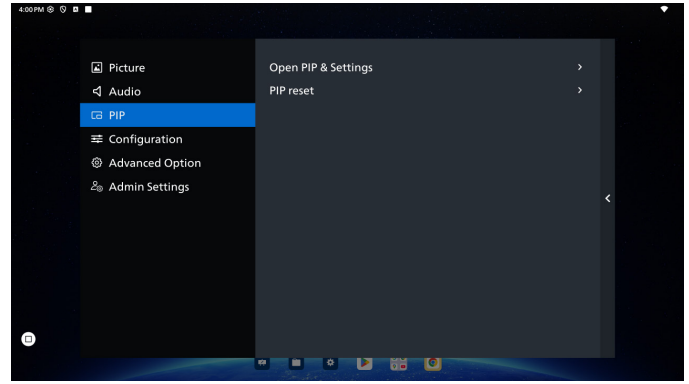 4:00 PM
Picture
Audio
PIP
Configuration
Advanced Option
Admin Settings
Open PIP & Settings
PIP reset